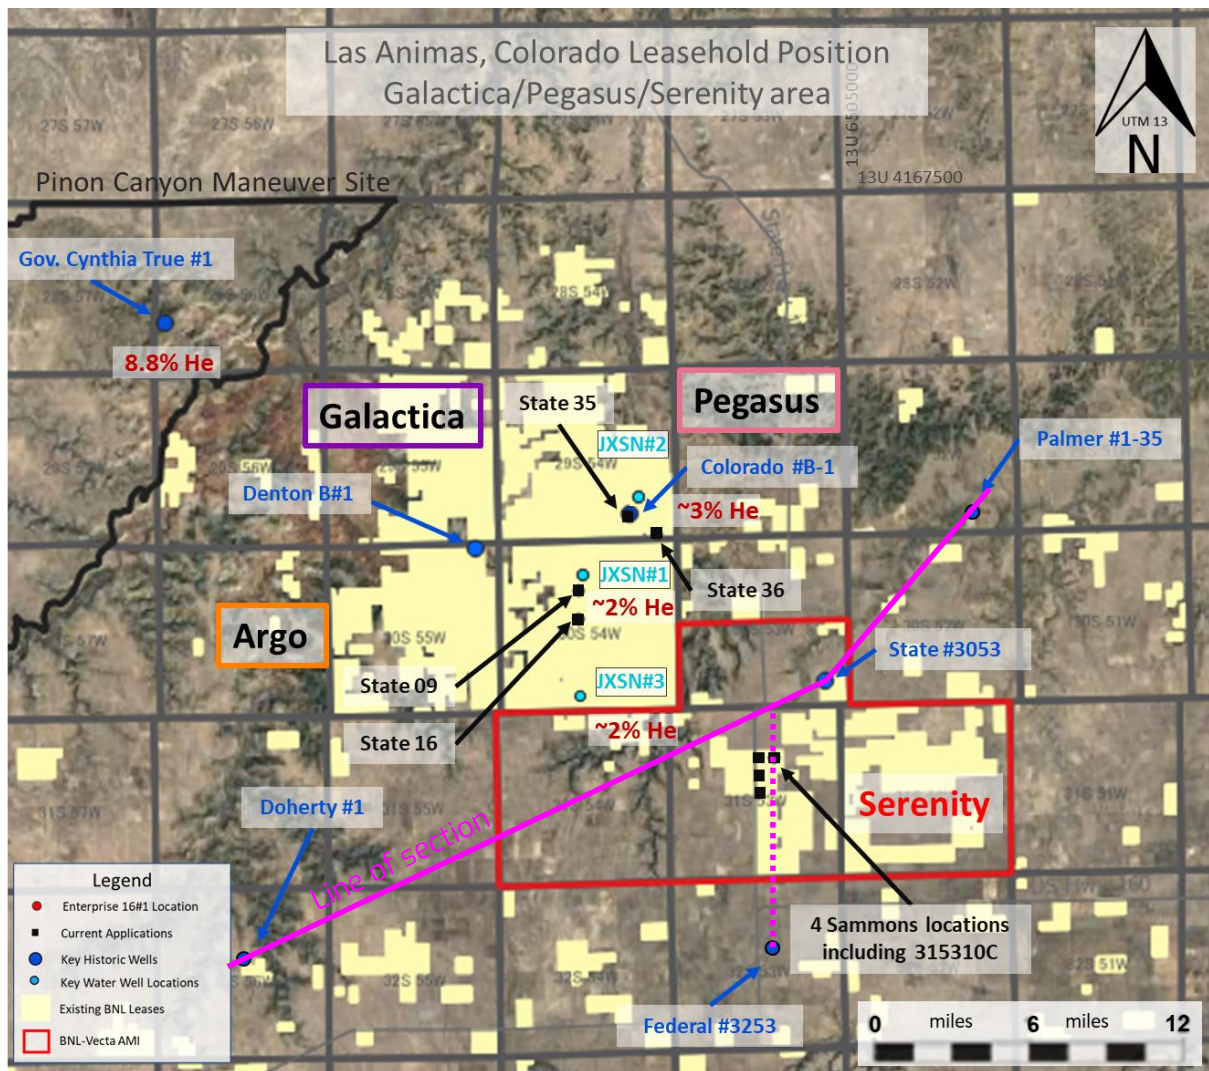 Las Animas, Colorado Leasehold Position
Galactica/Pegasus/Serenity area
UTM 13
N
13U 6505000
13U 4167500
27S 57W
27S 56W
Pinon Canyon Maneuver Site
Gov. Cynthia True #1
28S 54W
28S 52W
8.8% He
Galactica
State 35
Pegasus
JXSN#2
Palmer #1-35
Colorado #B-1
29S 54W
Denton B#1
~3% He
JXSN#1
State 36
~2% He
Argo
30S 55W
30S 54W
30S 51W
State #3053
State 09
JXSN#3
State 16
~2% He
Serenity
31S 57W
31S 55W
31S 51W
Doherty #1
Line of section
4 Sammons locations
including 315310C
32S 55W
32S 54W
32S 51W
Federal #3253
Legend
Enterprise 16#1 Location
Current Applications
Key Historic Wells
Key Water Well Locations
Existing BNL Leases
BNL-Vecta AMI
0 miles 6 miles 12